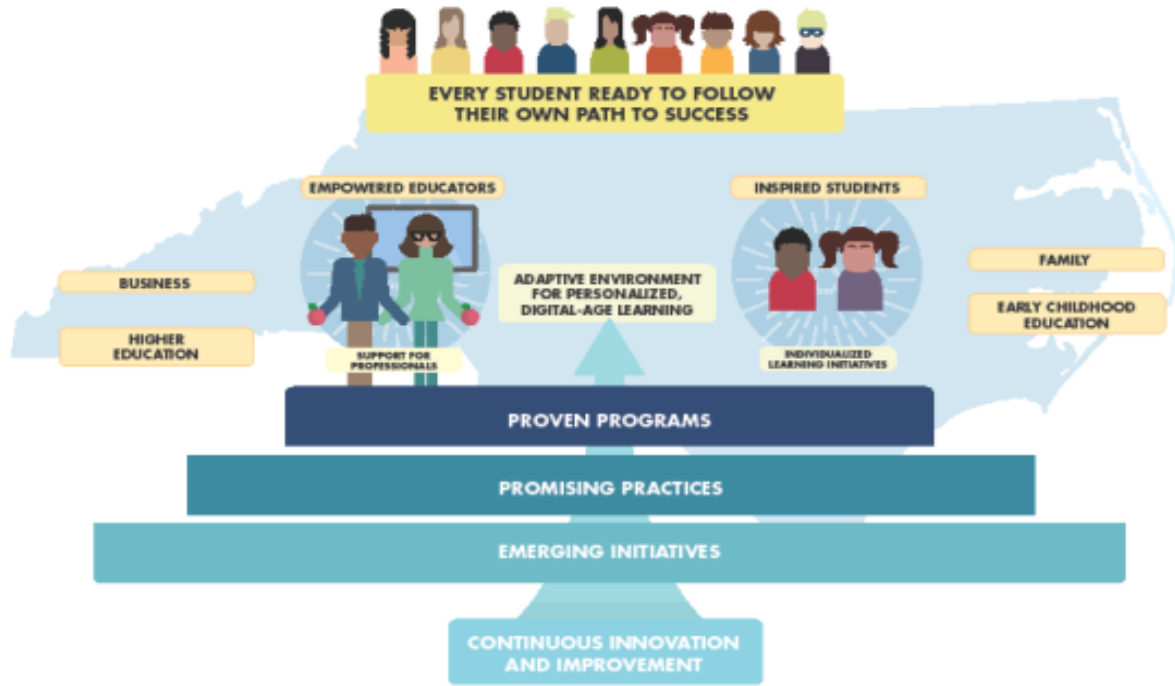 EVERY STUDENT READY TO FOLLOW
THEIR OWN PATH TO SUCCESS
EMPOWERED EDUCATORS
INSPIRED STUDENTS
BUSINESS
HIGHER
EDUCATION
ADAPTIVE ENVIRONMENT
FOR PERSONALIZED,
DIGITAL-AGE LEARNING
FAMILY
EARLY CHILDHOOD
EDUCATION
SUPPORT FOR
PROFESSIONALS
INDIVIDUALIZED
LEARNING INITIATIVES
PROVEN PROGRAMS
PROMISING PRACTICES
EMERGING INITIATIVES
CONTINUOUS INNOVATION
AND IMPROVEMENT